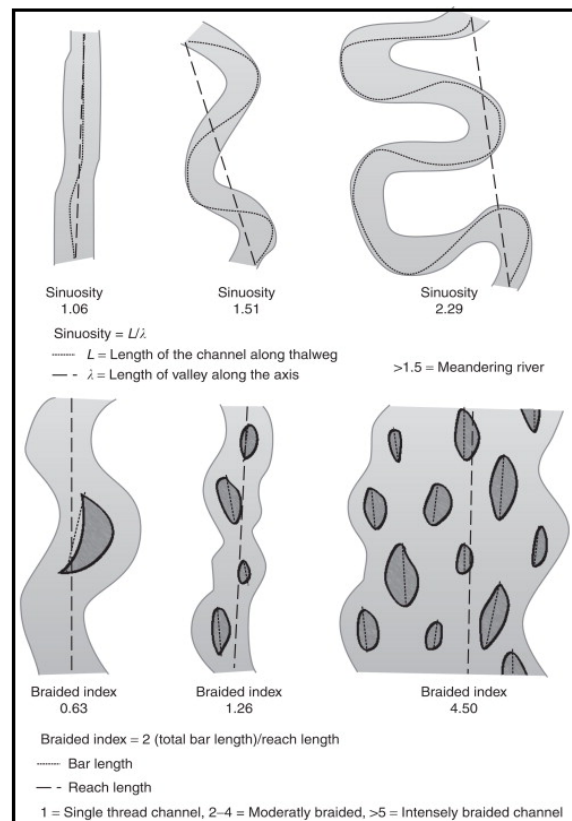 Sinuosity
1.06
Sinuosity
1.51
Sinuosity
2.29
Sinuosity = L/λ
L = Length of the channel along thalweg
λ = Length of valley along the axis
>1.5 = Meandering river
Braided index
0.63
Braided index
1.26
Braided index
4.50
Braided index = 2 (total bar length)/reach length
Bar length
Reach length
1 = Single thread channel, 2–4 = Moderatly braided, >5 = Intensely braided channel